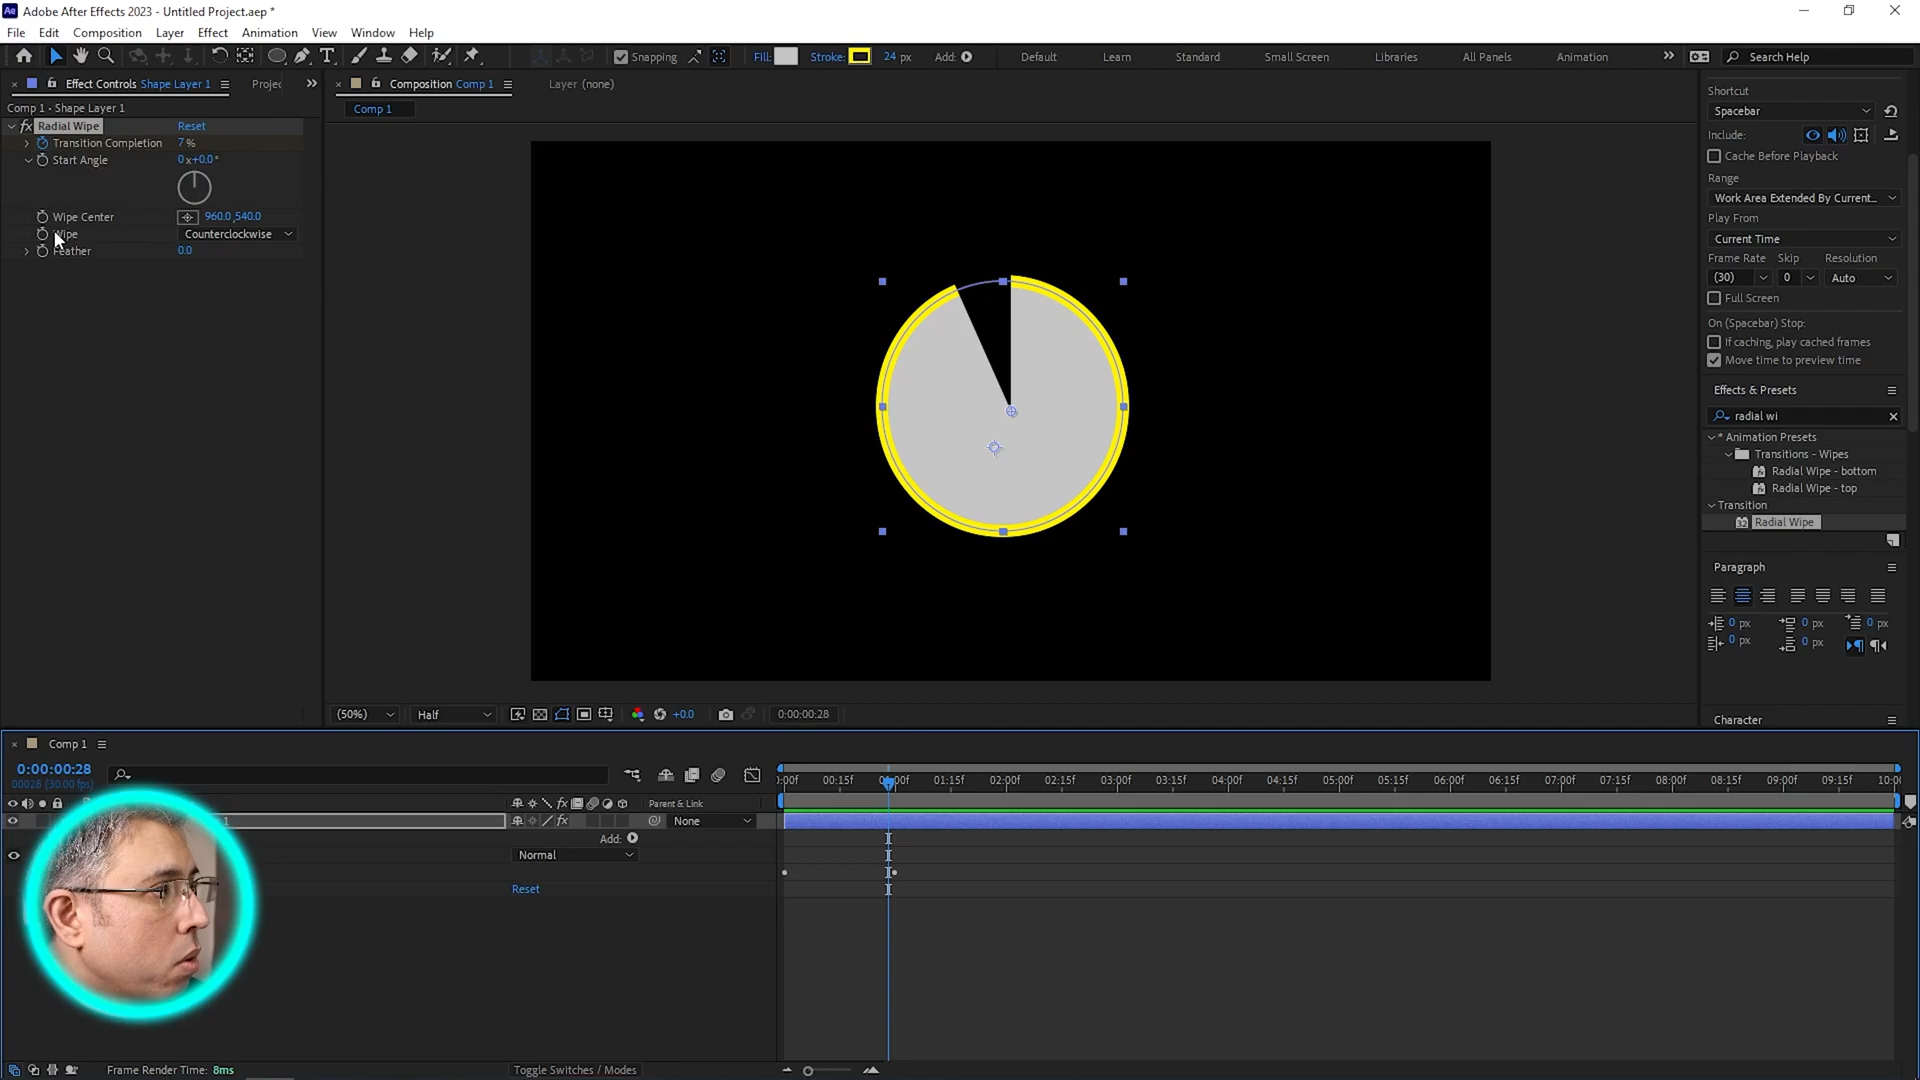 Ae Adobe After Effects 2023 - Untitled Project.aep *
File Edit Composition Layer Effect Animation View Window Help
Snapping Fill: Stroke: 24 px Add: Default Learn Standard Small Screen Libraries All Panels Animation Search Help
Effect Controls Shape Layer 1 Projec
Composition Comp 1 Layer (none)
Comp 1 • Shape Layer 1
Comp 1
fx Radial Wipe Reset
Transition Completion 7 %
Start Angle 0 x+0.0 °
Wipe Center 960.0,540.0
Wipe Counterclockwise
Feather 0.0
Shortcut
Spacebar
Include:
Cache Before Playback
Range
Work Area Extended By Current...
Play From
Current Time
Frame Rate Skip Resolution
(30) 0 Auto
Full Screen
On (Spacebar) Stop:
If caching, play cached frames
Move time to preview time
Effects & Presets
radial wi
* Animation Presets
Transitions - Wipes
Radial Wipe - bottom
Radial Wipe - top
Transition
Radial Wipe
Paragraph
0 px 0 px 0 px
0 px 0 px
Character
(50%) Half +0.0 0:00:00:28
Comp 1
0:00:00:28
00028 (30.00 fps)
:00f 00:15f 01:15f 02:00f 02:15f 03:00f 03:15f 04:00f 04:15f 05:00f 05:15f 06:00f 06:15f 07:00f 07:15f 08:00f 08:15f 09:00f 09:15f 10:0
fx Parent & Link
1 fx None
Add:
Normal
Reset
Frame Render Time: 8ms Toggle Switches / Modes